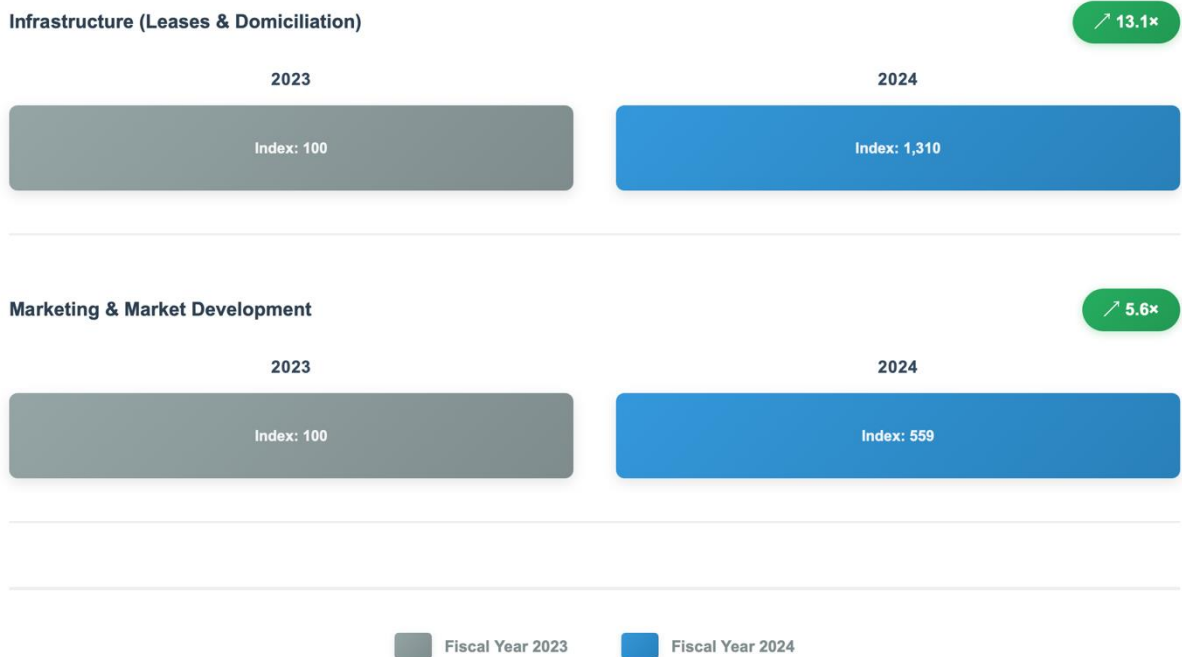 Infrastructure (Leases & Domiciliation)
↗ 13.1×
2023
2024
Index: 100
Index: 1,310
Marketing & Market Development
↗ 5.6×
2023
2024
Index: 100
Index: 559
Fiscal Year 2023
Fiscal Year 2024